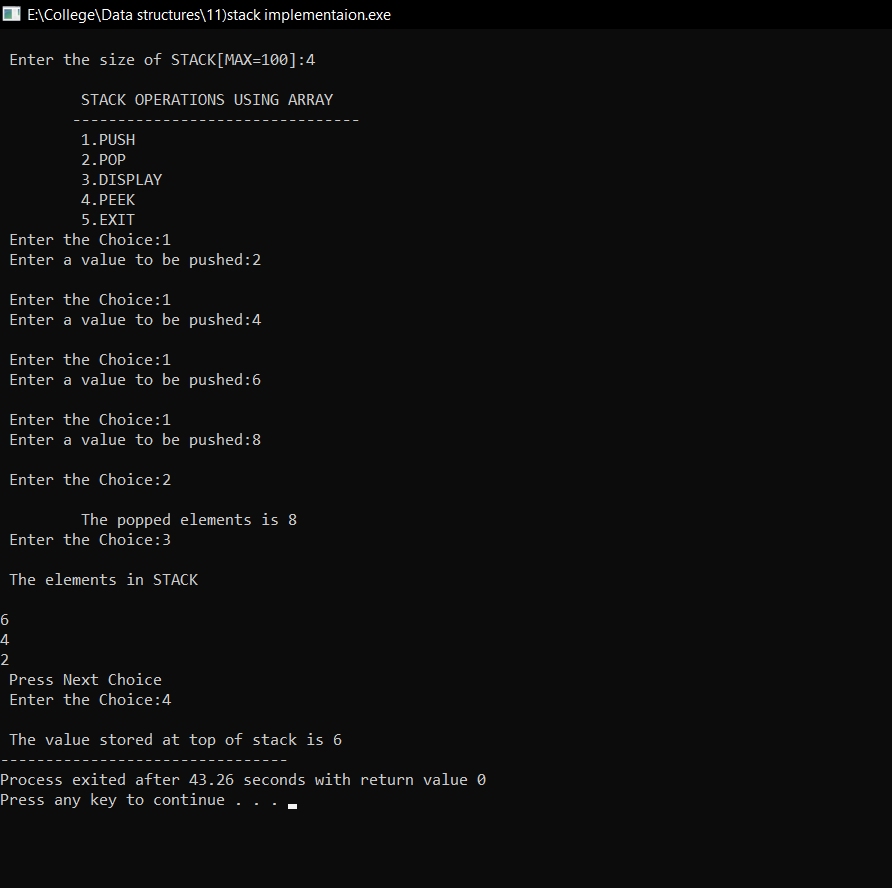 E:\College\Data structures\11)stack implementaion.exe
Enter the size of STACK[MAX=100]:4
STACK OPERATIONS USING ARRAY
--------------------------------
1.PUSH
2.POP
3.DISPLAY
4.PEEK
5.EXIT
Enter the Choice:1
Enter a value to be pushed:2
Enter the Choice:1
Enter a value to be pushed:4
Enter the Choice:1
Enter a value to be pushed:6
Enter the Choice:1
Enter a value to be pushed:8
Enter the Choice:2
The popped elements is 8
Enter the Choice:3
The elements in STACK
6
4
2
Press Next Choice
Enter the Choice:4
The value stored at top of stack is 6
--------------------------------
Process exited after 43.26 seconds with return value 0
Press any key to continue . . .